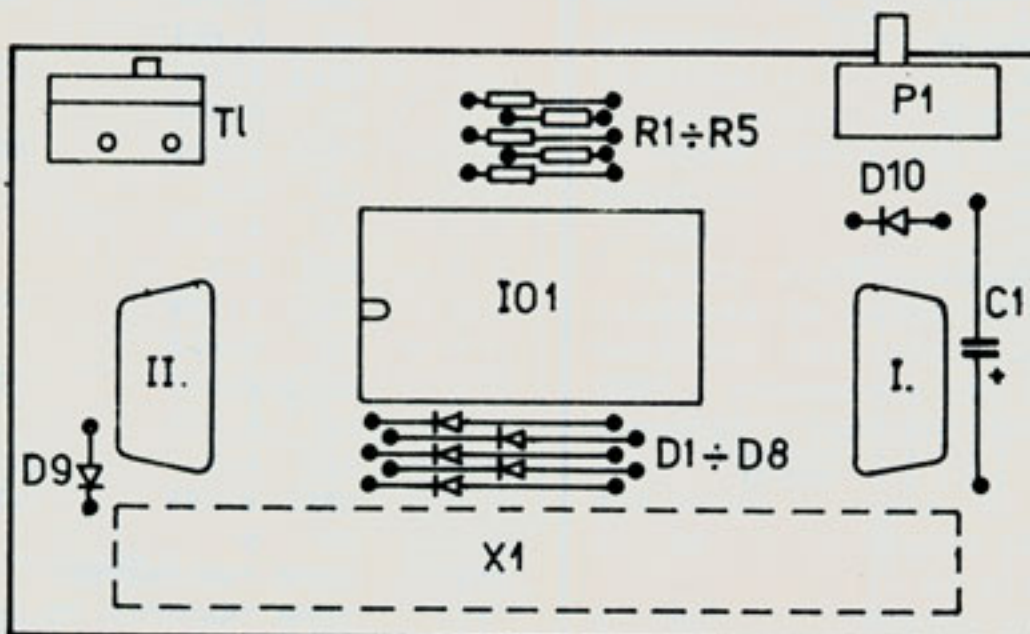 Tl
P1
R1÷R5
D10
IO1
C1
II.
I.
+
D9
D1÷D8
X1